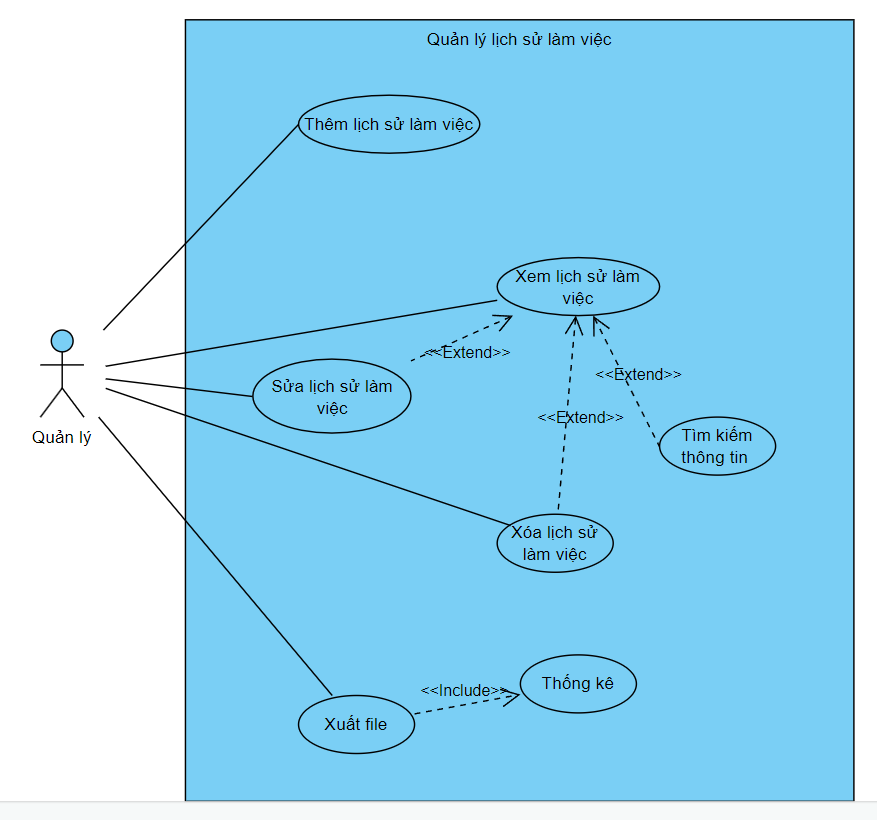 Quản lý lịch sử làm việc
Thêm lịch sử làm việc
Xem lịch sử làm
việc
<<Extend>>
<<Extend>>
Sửa lịch sử làm
việc
<<Extend>>
Quản lý
Tìm kiếm
thông tin
Xóa lịch sử
làm việc
Thống kê
<<Include>>
Xuất file